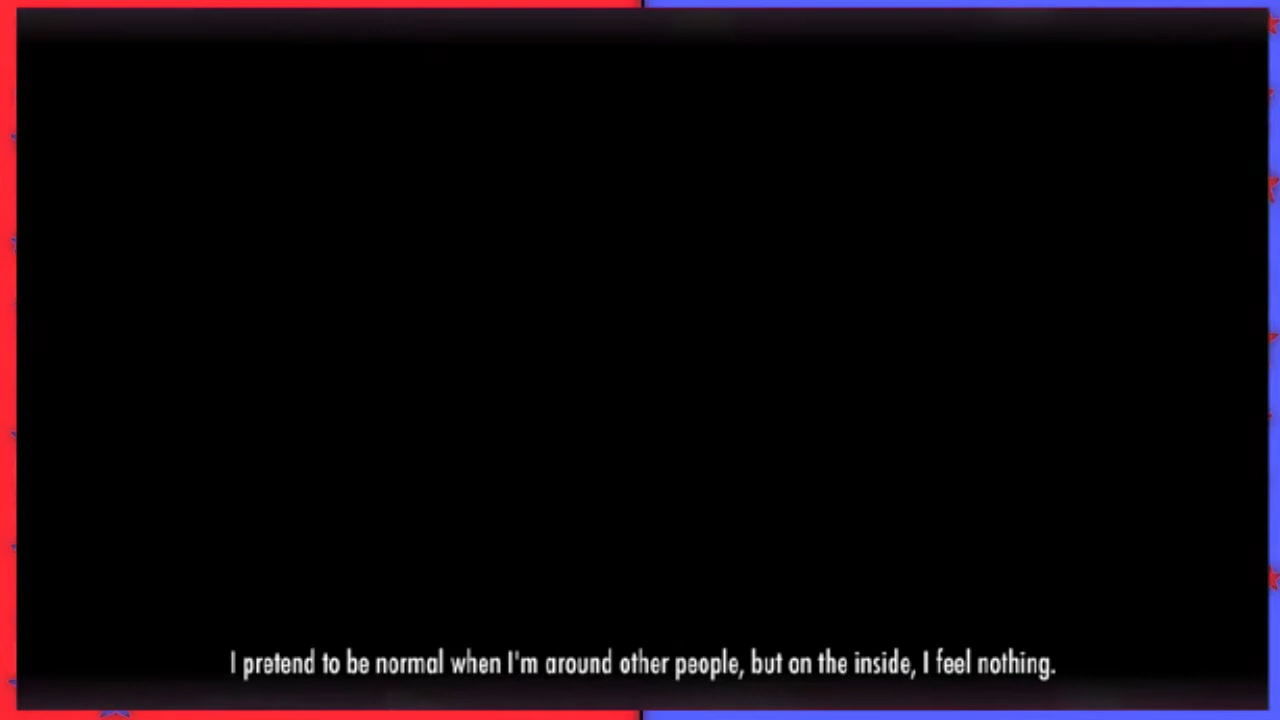 I pretend to be normal when I'm around other people, but on the inside, I feel nothing.